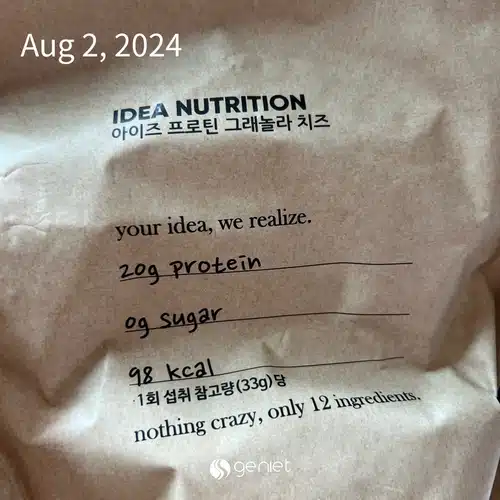 Aug 2, 2024
IDEA NUTRITION
아이즈 프로틴 그래놀라 치즈
your idea, we realize.
20g protein
0g sugar
98 kcal
1회 섭취 참고량(33g)당
nothing crazy, only 12 ingredients.
geniet